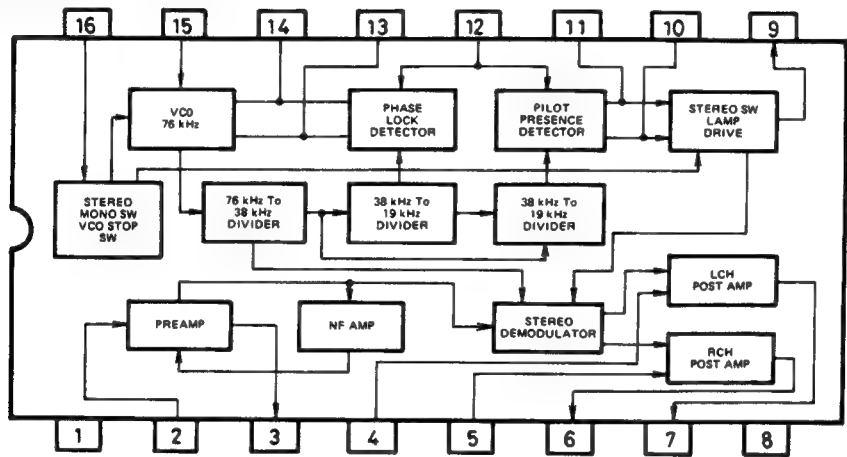 16 15 14 13 12 11 10 9
VCO
76 kHz
PHASE
LOCK
DETECTOR
PILOT
PRESENCE
DETECTOR
STEREO SW
LAMP
DRIVE
STEREO
MONO SW
VCO STOP
SW
76 kHz To
38 kHz
DIVIDER
38 kHz To
19 kHz
DIVIDER
38 kHz To
19 kHz
DIVIDER
PREAMP
NF AMP
STEREO
DEMODULATOR
LCH
POST AMP
RCH
POST AMP
1 2 3 4 5 6 7 8